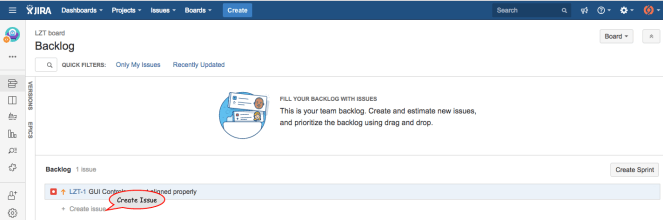 JIRA Dashboards Projects Issues Boards Create Search
LZT board
Backlog
Board
QUICK FILTERS: Only My Issues Recently Updated
VERSIONS
EPICS
FILL YOUR BACKLOG WITH ISSUES
This is your team backlog. Create and estimate new issues,
and prioritize the backlog using drag and drop.
Backlog 1 issue
Create Sprint
LZT-1 GUI aligned properly
Create Issue
+ Create issue